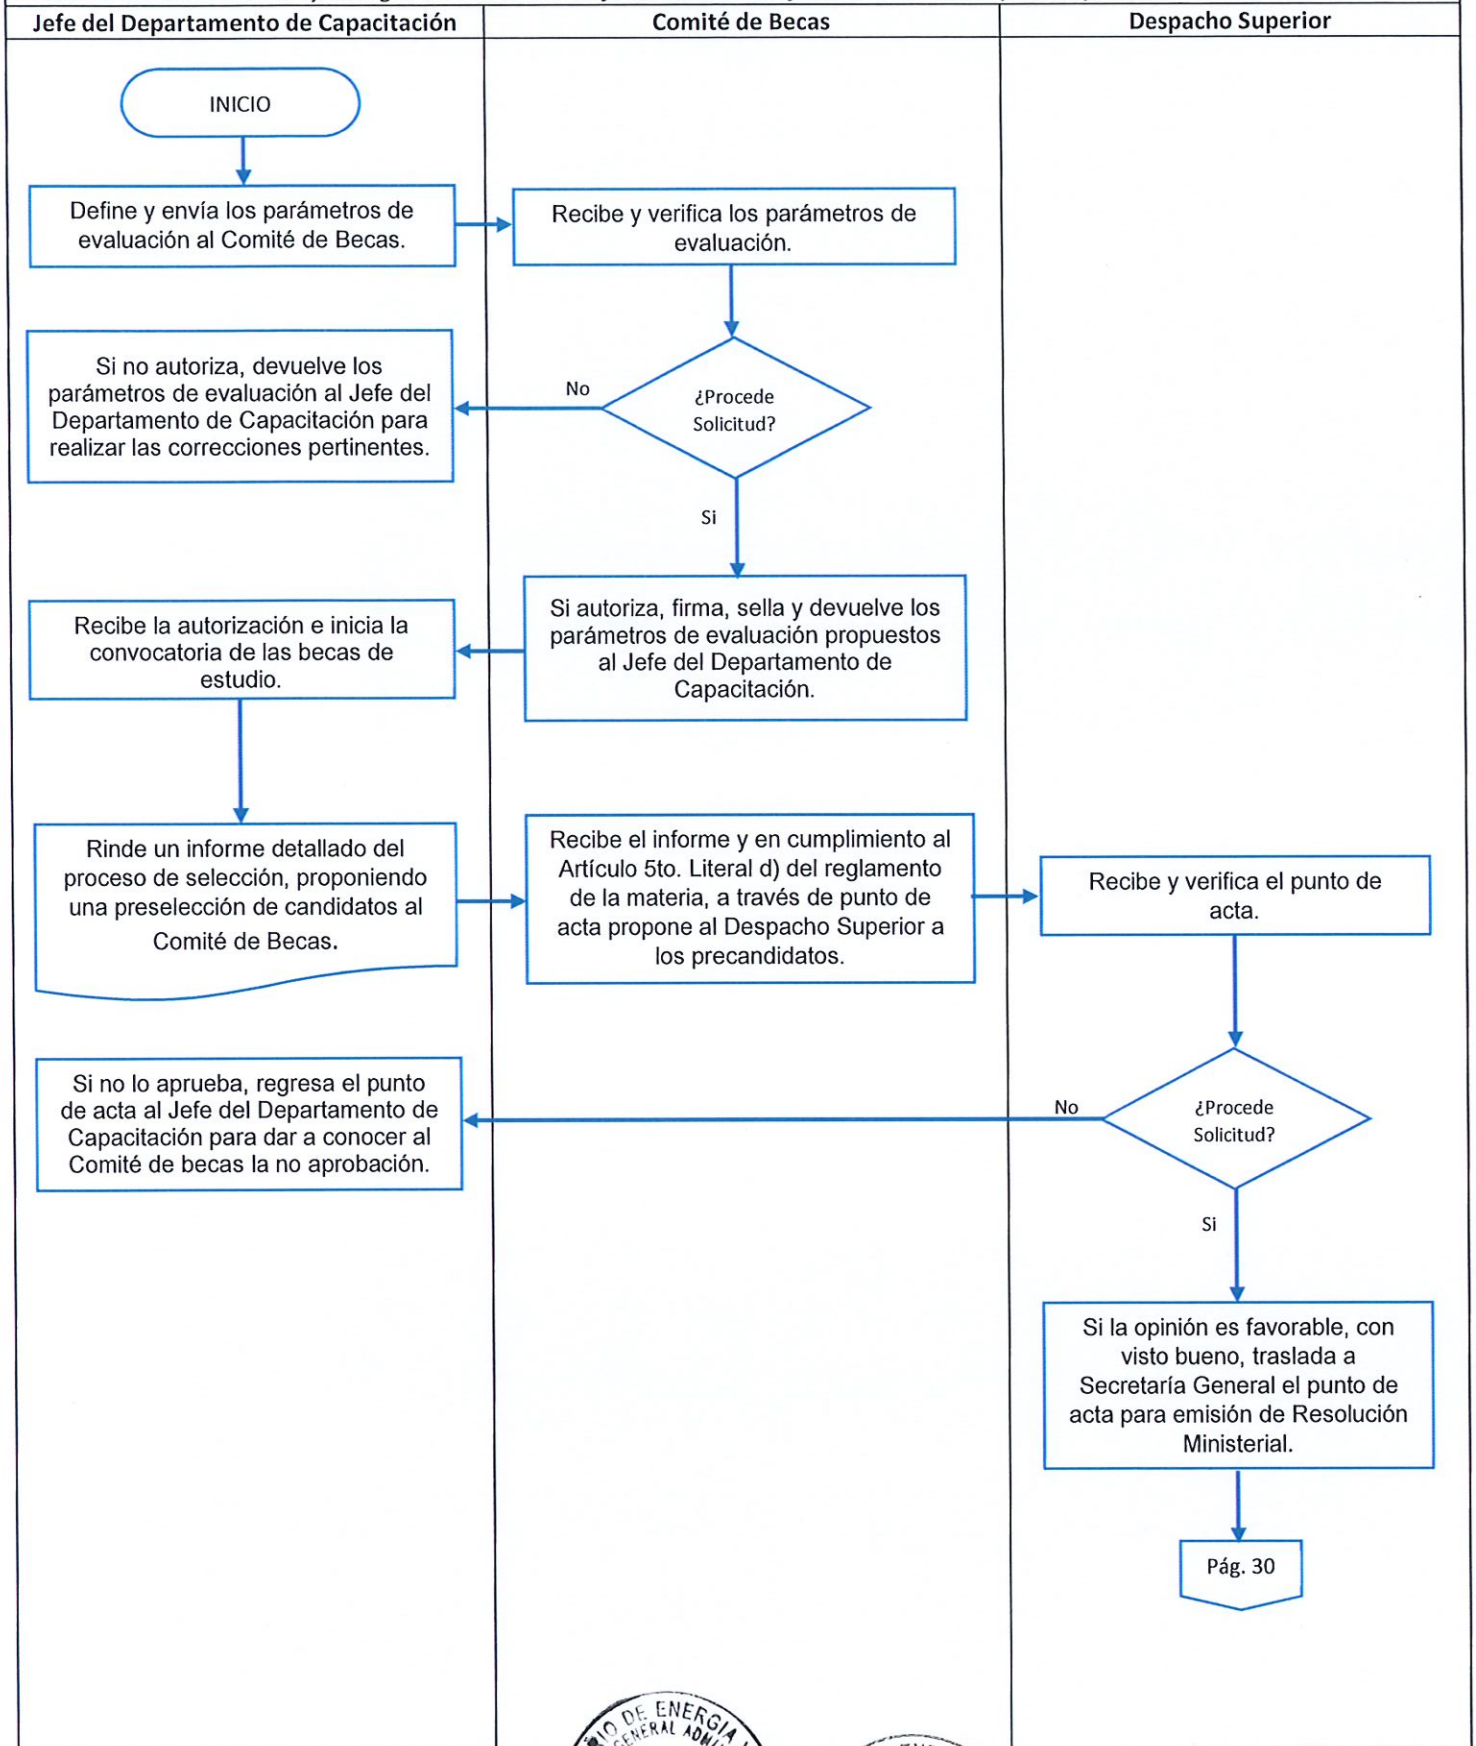 Jefe del Departamento de Capacitación
Comité de Becas
Despacho Superior
INICIO
Define y envía los parámetros de
evaluación al Comité de Becas.
Recibe y verifica los parámetros de
evaluación.
Si no autoriza, devuelve los
parámetros de evaluación al Jefe del
Departamento de Capacitación para
realizar las correcciones pertinentes.
No
¿Procede
Solicitud?
Si
Recibe la autorización e inicia la
convocatoria de las becas de
estudio.
Si autoriza, firma, sella y devuelve los
parámetros de evaluación propuestos
al Jefe del Departamento de
Capacitación.
Rinde un informe detallado del
proceso de selección, proponiendo
una preselección de candidatos al
Comité de Becas.
Recibe el informe y en cumplimiento al
Artículo 5to. Literal d) del reglamento
de la materia, a través de punto de
acta propone al Despacho Superior a
los precandidatos.
Recibe y verifica el punto de
acta.
Si no lo aprueba, regresa el punto
de acta al Jefe del Departamento de
Capacitación para dar a conocer al
Comité de becas la no aprobación.
No
¿Procede
Solicitud?
Si
Si la opinión es favorable, con
visto bueno, traslada a
Secretaría General el punto de
acta para emisión de Resolución
Ministerial.
Pág. 30
DE ENERGIA
GENERAL